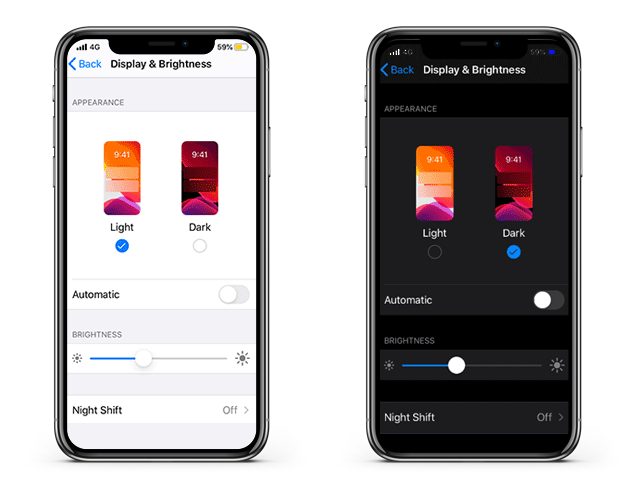 4G 59%
Back Display & Brightness
APPEARANCE
9:41 9:41
Light Dark
Automatic
BRIGHTNESS
Night Shift Off
4G 59%
Back Display & Brightness
APPEARANCE
9:41 9:41
Light Dark
Automatic
BRIGHTNESS
Night Shift Off